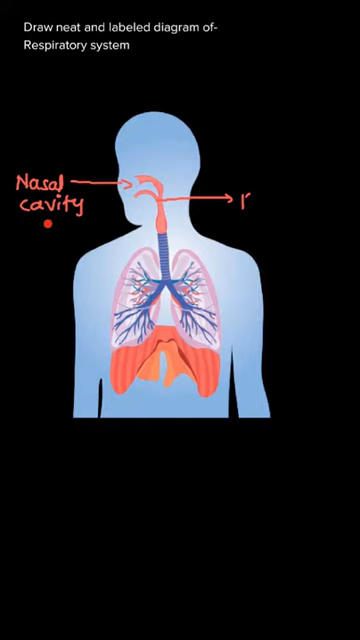 Draw neat and labeled diagram of-
Respiratory system
Nasal
cavity